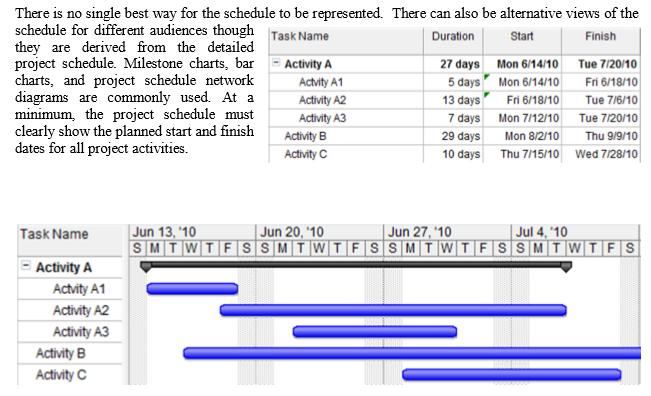 There is no single best way for the schedule to be represented. There can also be alternative views of the
schedule for different audiences though
they are derived from the detailed
project schedule. Milestone charts, bar
charts, and project schedule network
diagrams are commonly used. At a
minimum, the project schedule must
clearly show the planned start and finish
dates for all project activities.
Task Name Duration Start Finish
Activity A 27 days Mon 6/14/10 Tue 7/20/10
Actvity A1 5 days Mon 6/14/10 Fri 6/18/10
Activity A2 13 days Fri 6/18/10 Tue 7/6/10
Activity A3 7 days Mon 7/12/10 Tue 7/20/10
Activity B 29 days Mon 8/2/10 Thu 9/9/10
Activity C 10 days Thu 7/15/10 Wed 7/28/10
Task Name Jun 13, '10 Jun 20, '10 Jun 27, '10 Jul 4, '10
S M T W T F S S M T W T F S S M T W T F S S M T W T F S
Activity A
Actvity A1
Activity A2
Activity A3
Activity B
Activity C